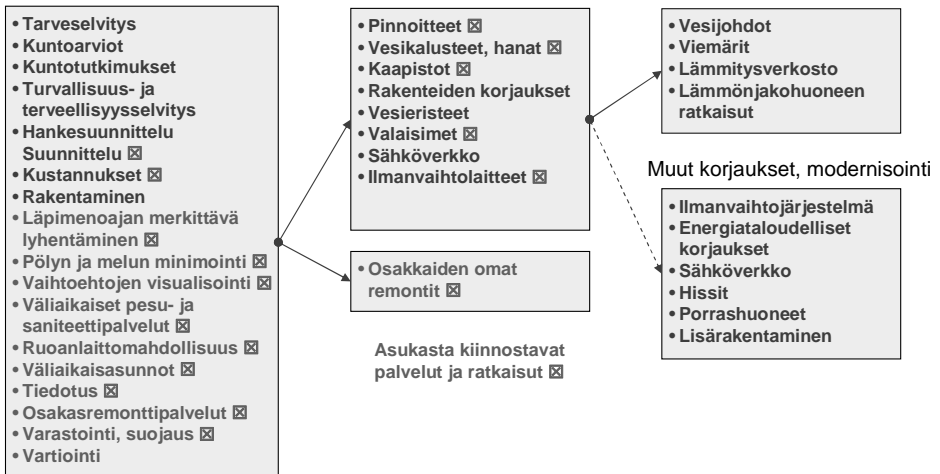 • Tarveselvitys
• Kuntoarviot
• Kuntotutkimukset
• Turvallisuus- ja
terveellisyysselvitys
• Hankesuunnittelu
Suunnittelu ☒
• Kustannukset ☒
• Rakentaminen
• Läpimenoajan merkittävä
lyhentäminen ☒
• Pölyn ja melun minimointi ☒
• Vaihtoehtojen visualisointi ☒
• Väliaikaiset pesu- ja
saniteettipalvelut ☒
• Ruoanlaittomahdollisuus ☒
• Väliaikaisasunnot ☒
• Tiedotus ☒
• Osakasremonttipalvelut ☒
• Varastointi, suojaus ☒
• Vartiointi
• Pinnoitteet ☒
• Vesikalusteet, hanat ☒
• Kaapistot ☒
• Rakenteiden korjaukset
• Vesieristeet
• Valaisimet ☒
• Sähköverkko
• Ilmanvaihtolaitteet ☒
• Osakkaiden omat
remontit ☒
Asukasta kiinnostavat
palvelut ja ratkaisut ☒
• Vesijohdot
• Viemärit
• Lämmitysverkosto
• Lämmönjakohuoneen
ratkaisut
Muut korjaukset, modernisointi
• Ilmanvaihtojärjestelmä
• Energiataloudelliset
korjaukset
• Sähköverkko
• Hissit
• Porrashuoneet
• Lisärakentaminen